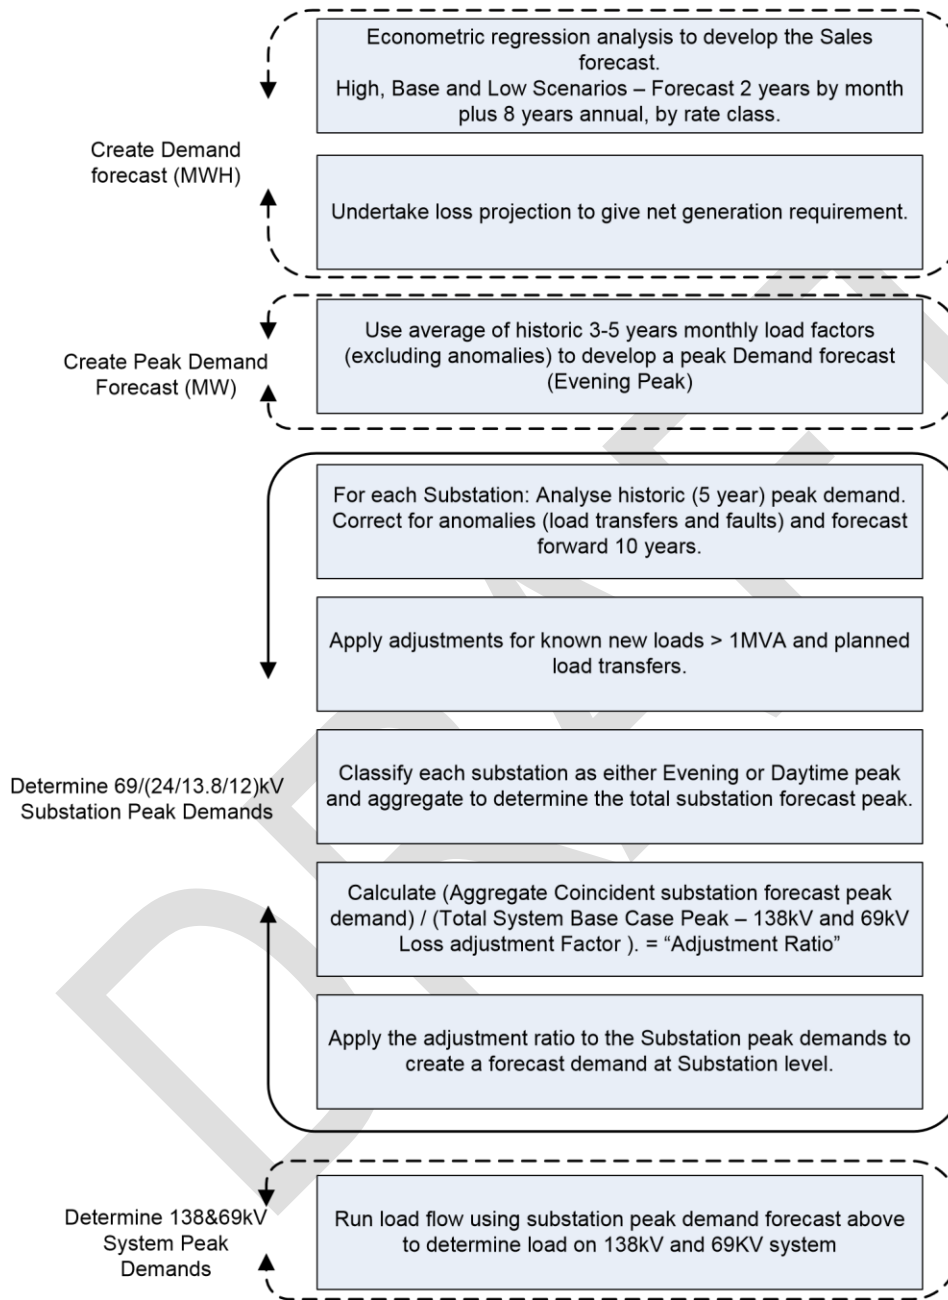 Econometric regression analysis to develop the Sales
forecast.
High, Base and Low Scenarios – Forecast 2 years by month
plus 8 years annual, by rate class.
Create Demand
forecast (MWH)
Undertake loss projection to give net generation requirement.
Use average of historic 3-5 years monthly load factors
(excluding anomalies) to develop a peak Demand forecast
(Evening Peak)
Create Peak Demand
Forecast (MW)
For each Substation: Analyse historic (5 year) peak demand.
Correct for anomalies (load transfers and faults) and forecast
forward 10 years.
Apply adjustments for known new loads > 1MVA and planned
load transfers.
Classify each substation as either Evening or Daytime peak
and aggregate to determine the total substation forecast peak.
Determine 69/(24/13.8/12)kV
Substation Peak Demands
Calculate (Aggregate Coincident substation forecast peak
demand) / (Total System Base Case Peak – 138kV and 69kV
Loss adjustment Factor ). = “Adjustment Ratio”
Apply the adjustment ratio to the Substation peak demands to
create a forecast demand at Substation level.
Determine 138&69kV
System Peak
Demands
Run load flow using substation peak demand forecast above
to determine load on 138kV and 69KV system
DRAFT